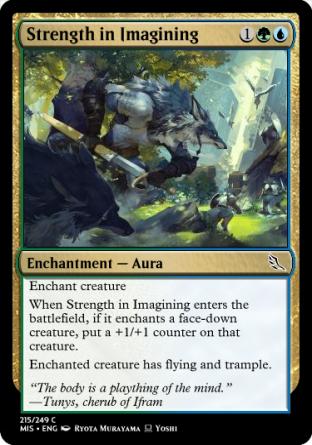 Strength in Imagining 1
Enchantment — Aura
Enchant creature
When Strength in Imagining enters the
battlefield, if it enchants a face-down
creature, put a +1/+1 counter on that
creature.
Enchanted creature has flying and trample.
“The body is a plaything of the mind.”
—Tunys, cherub of Ifram
215/249 C
MIS • ENG Ryota Murayama Yoshi